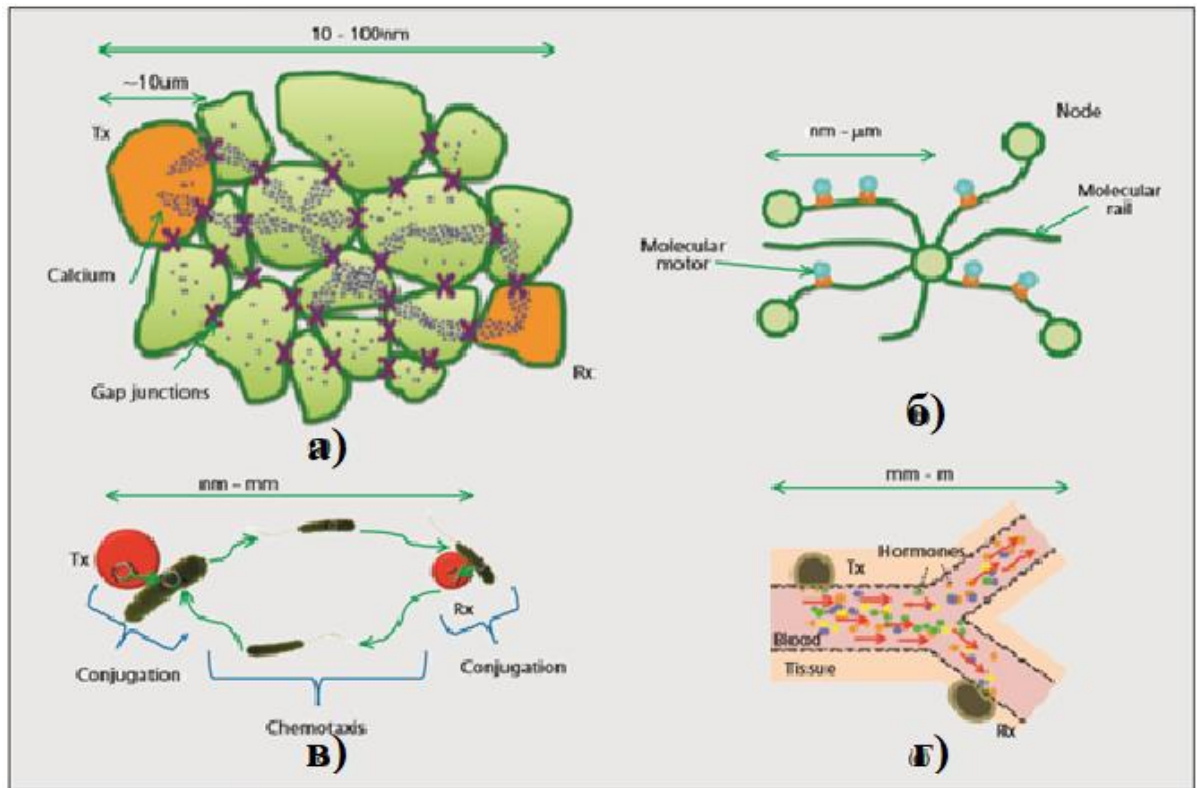 10 - 100nm
~10um
Tx
Calcium
Gap junctions
Rx
а)
nm - μm
Node
Molecular
rail
Molecular
motor
б)
nm - mm
Tx
Rx
Conjugation
Conjugation
Chemotaxis
в)
mm - m
Hormones
Tx
Blood
Tissue
Rx
г)